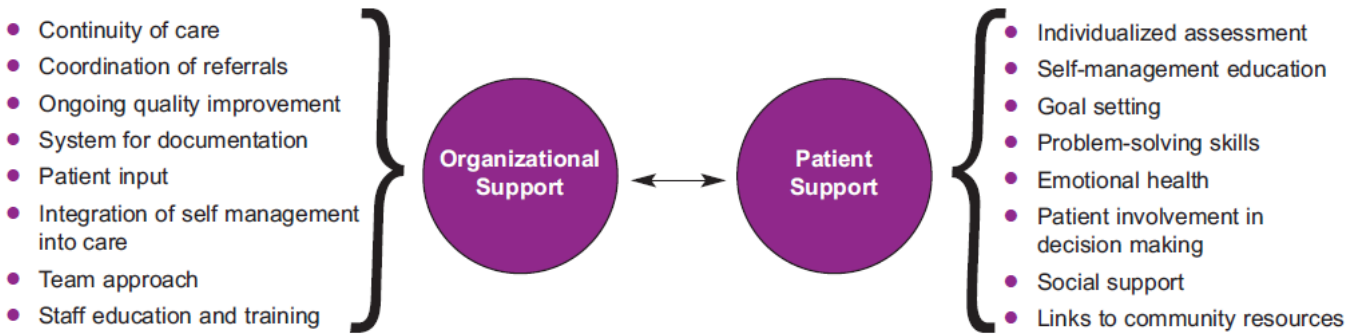 Continuity of care
Coordination of referrals
Ongoing quality improvement
System for documentation
Patient input
Integration of self management
into care
Team approach
Staff education and training
Organizational
Support
Patient
Support
Individualized assessment
Self-management education
Goal setting
Problem-solving skills
Emotional health
Patient involvement in
decision making
Social support
Links to community resources